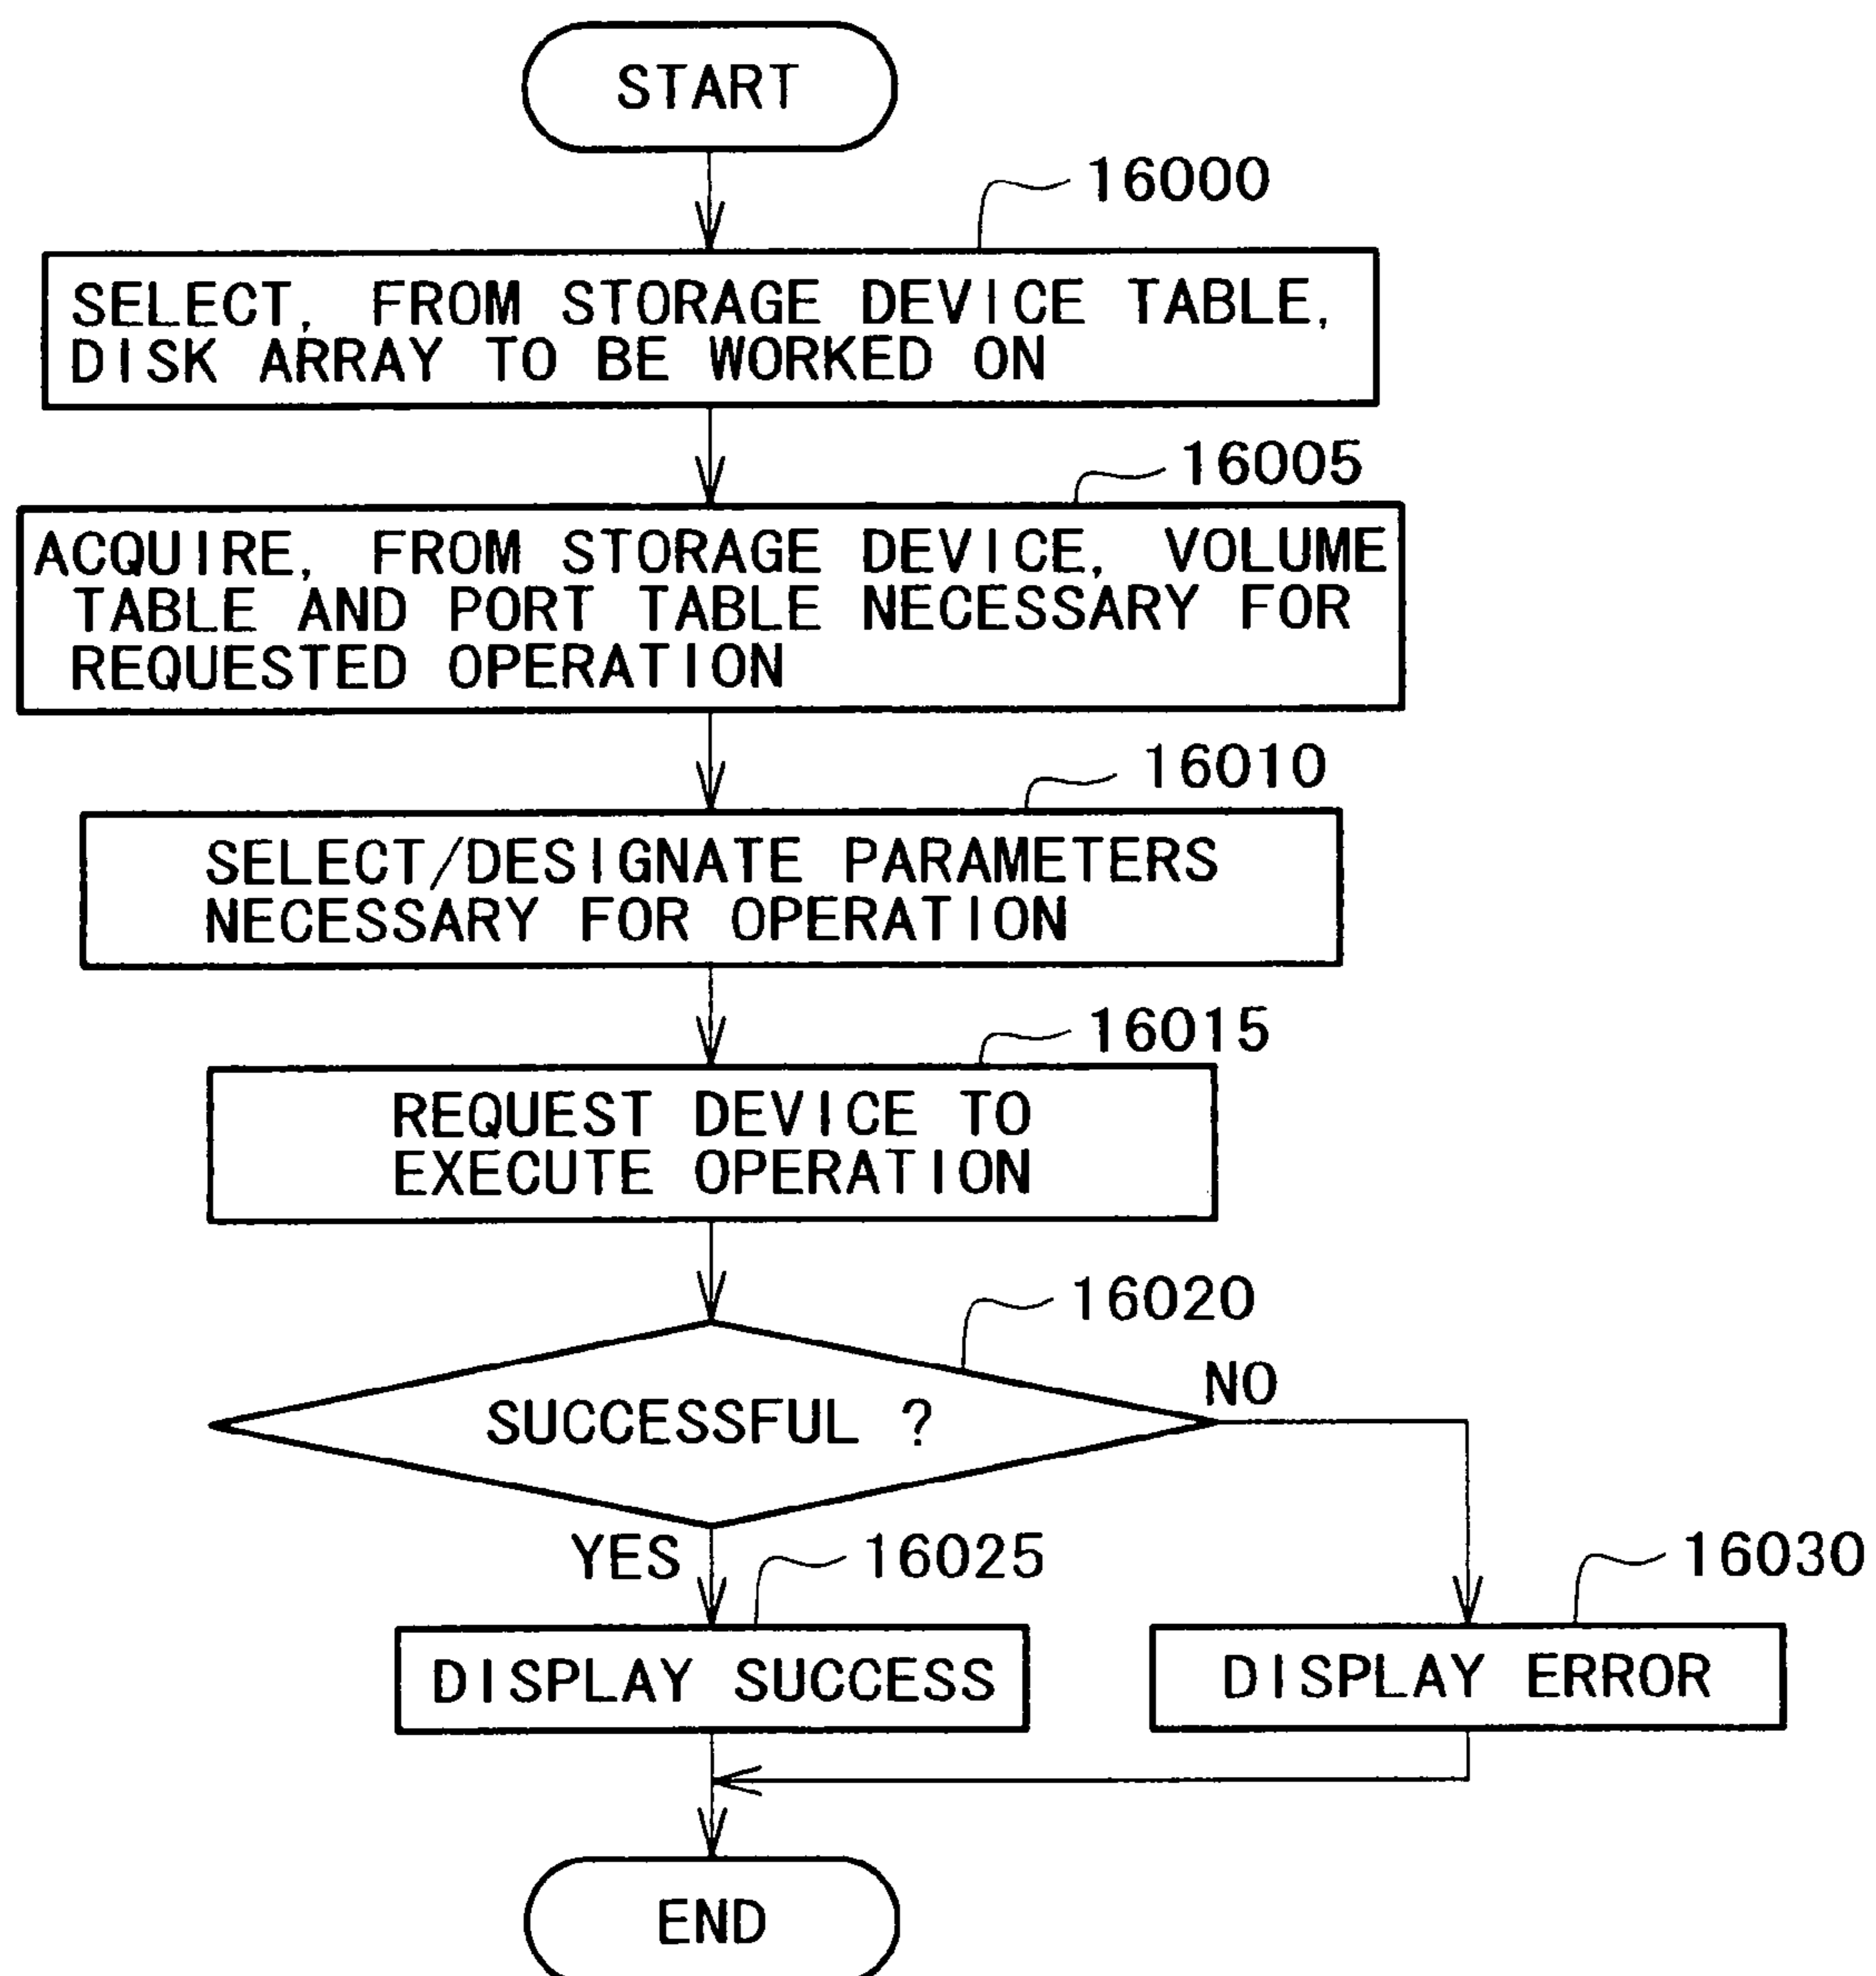 START
16000
SELECT, FROM STORAGE DEVICE TABLE,
DISK ARRAY TO BE WORKED ON
16005
ACQUIRE, FROM STORAGE DEVICE, VOLUME
TABLE AND PORT TABLE NECESSARY FOR
REQUESTED OPERATION
16010
SELECT/DESIGNATE PARAMETERS
NECESSARY FOR OPERATION
16015
REQUEST DEVICE TO
EXECUTE OPERATION
16020
SUCCESSFUL ?
NO
YES
16025
16030
DISPLAY SUCCESS
DISPLAY ERROR
END